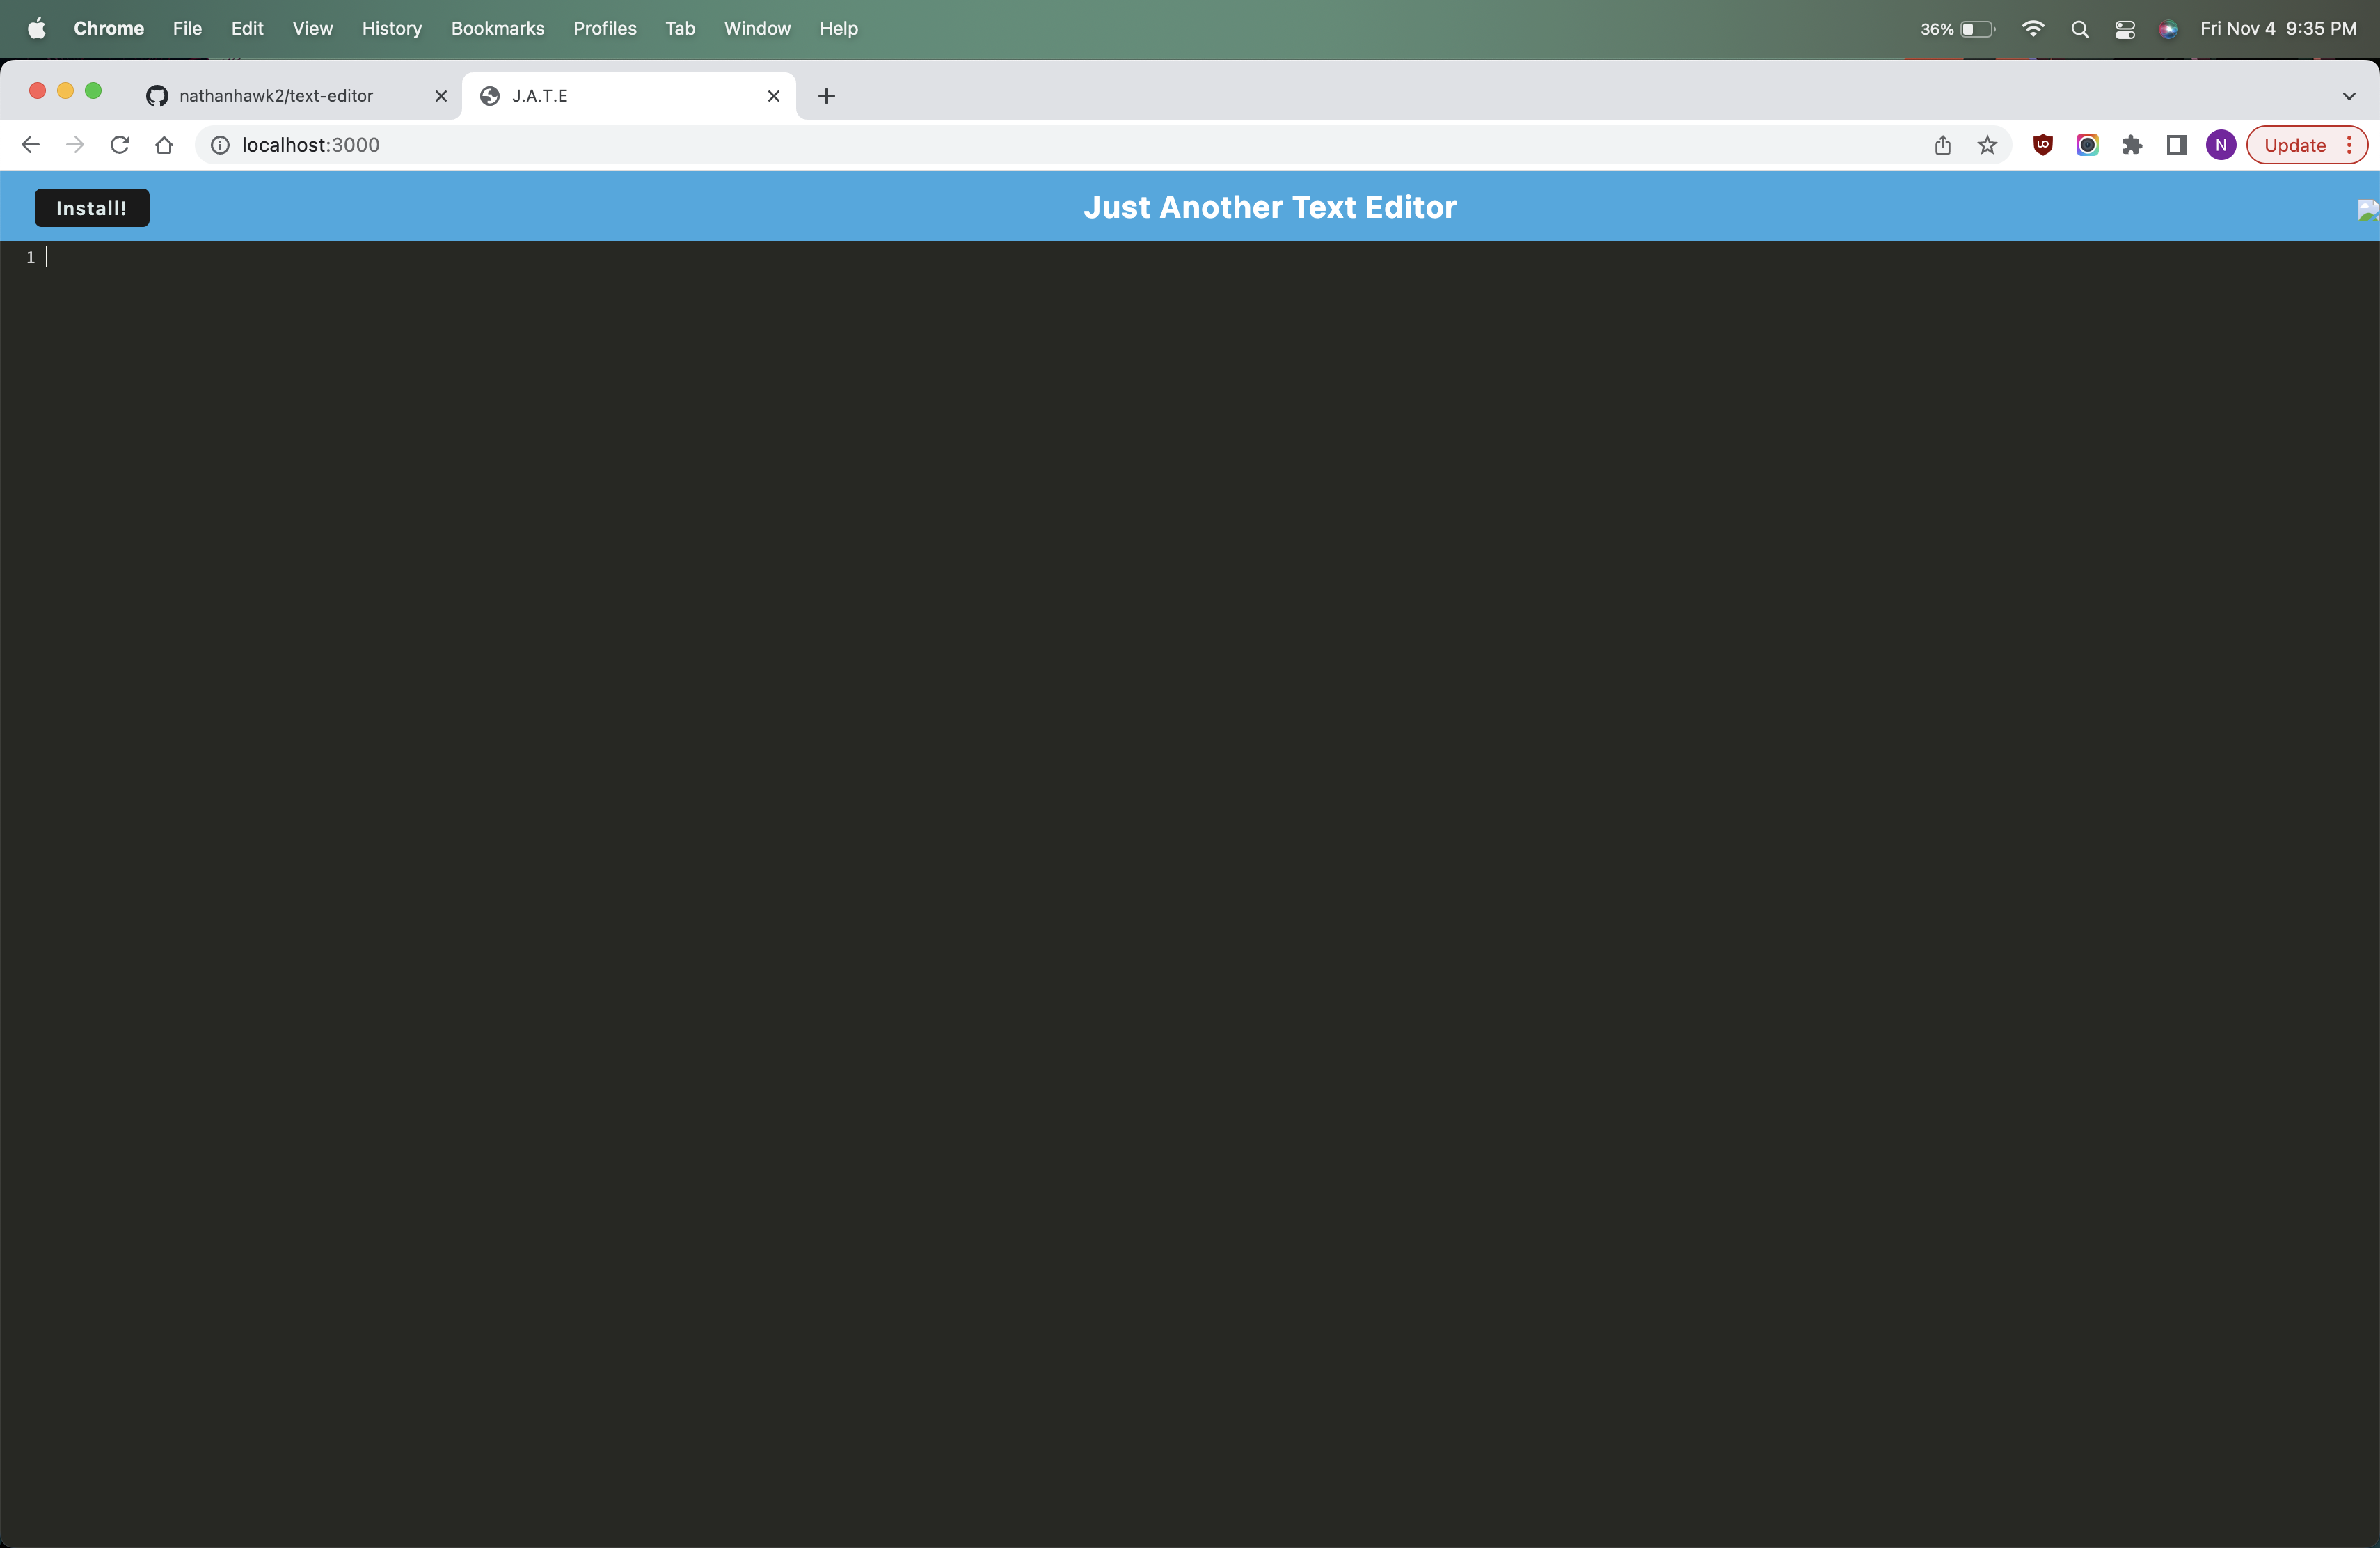 Chrome File Edit View History Bookmarks Profiles Tab Window Help 36% Fri Nov 4 9:35 PM
nathanhawk2/text-editor J.A.T.E
localhost:3000 N Update
Install! Just Another Text Editor
1